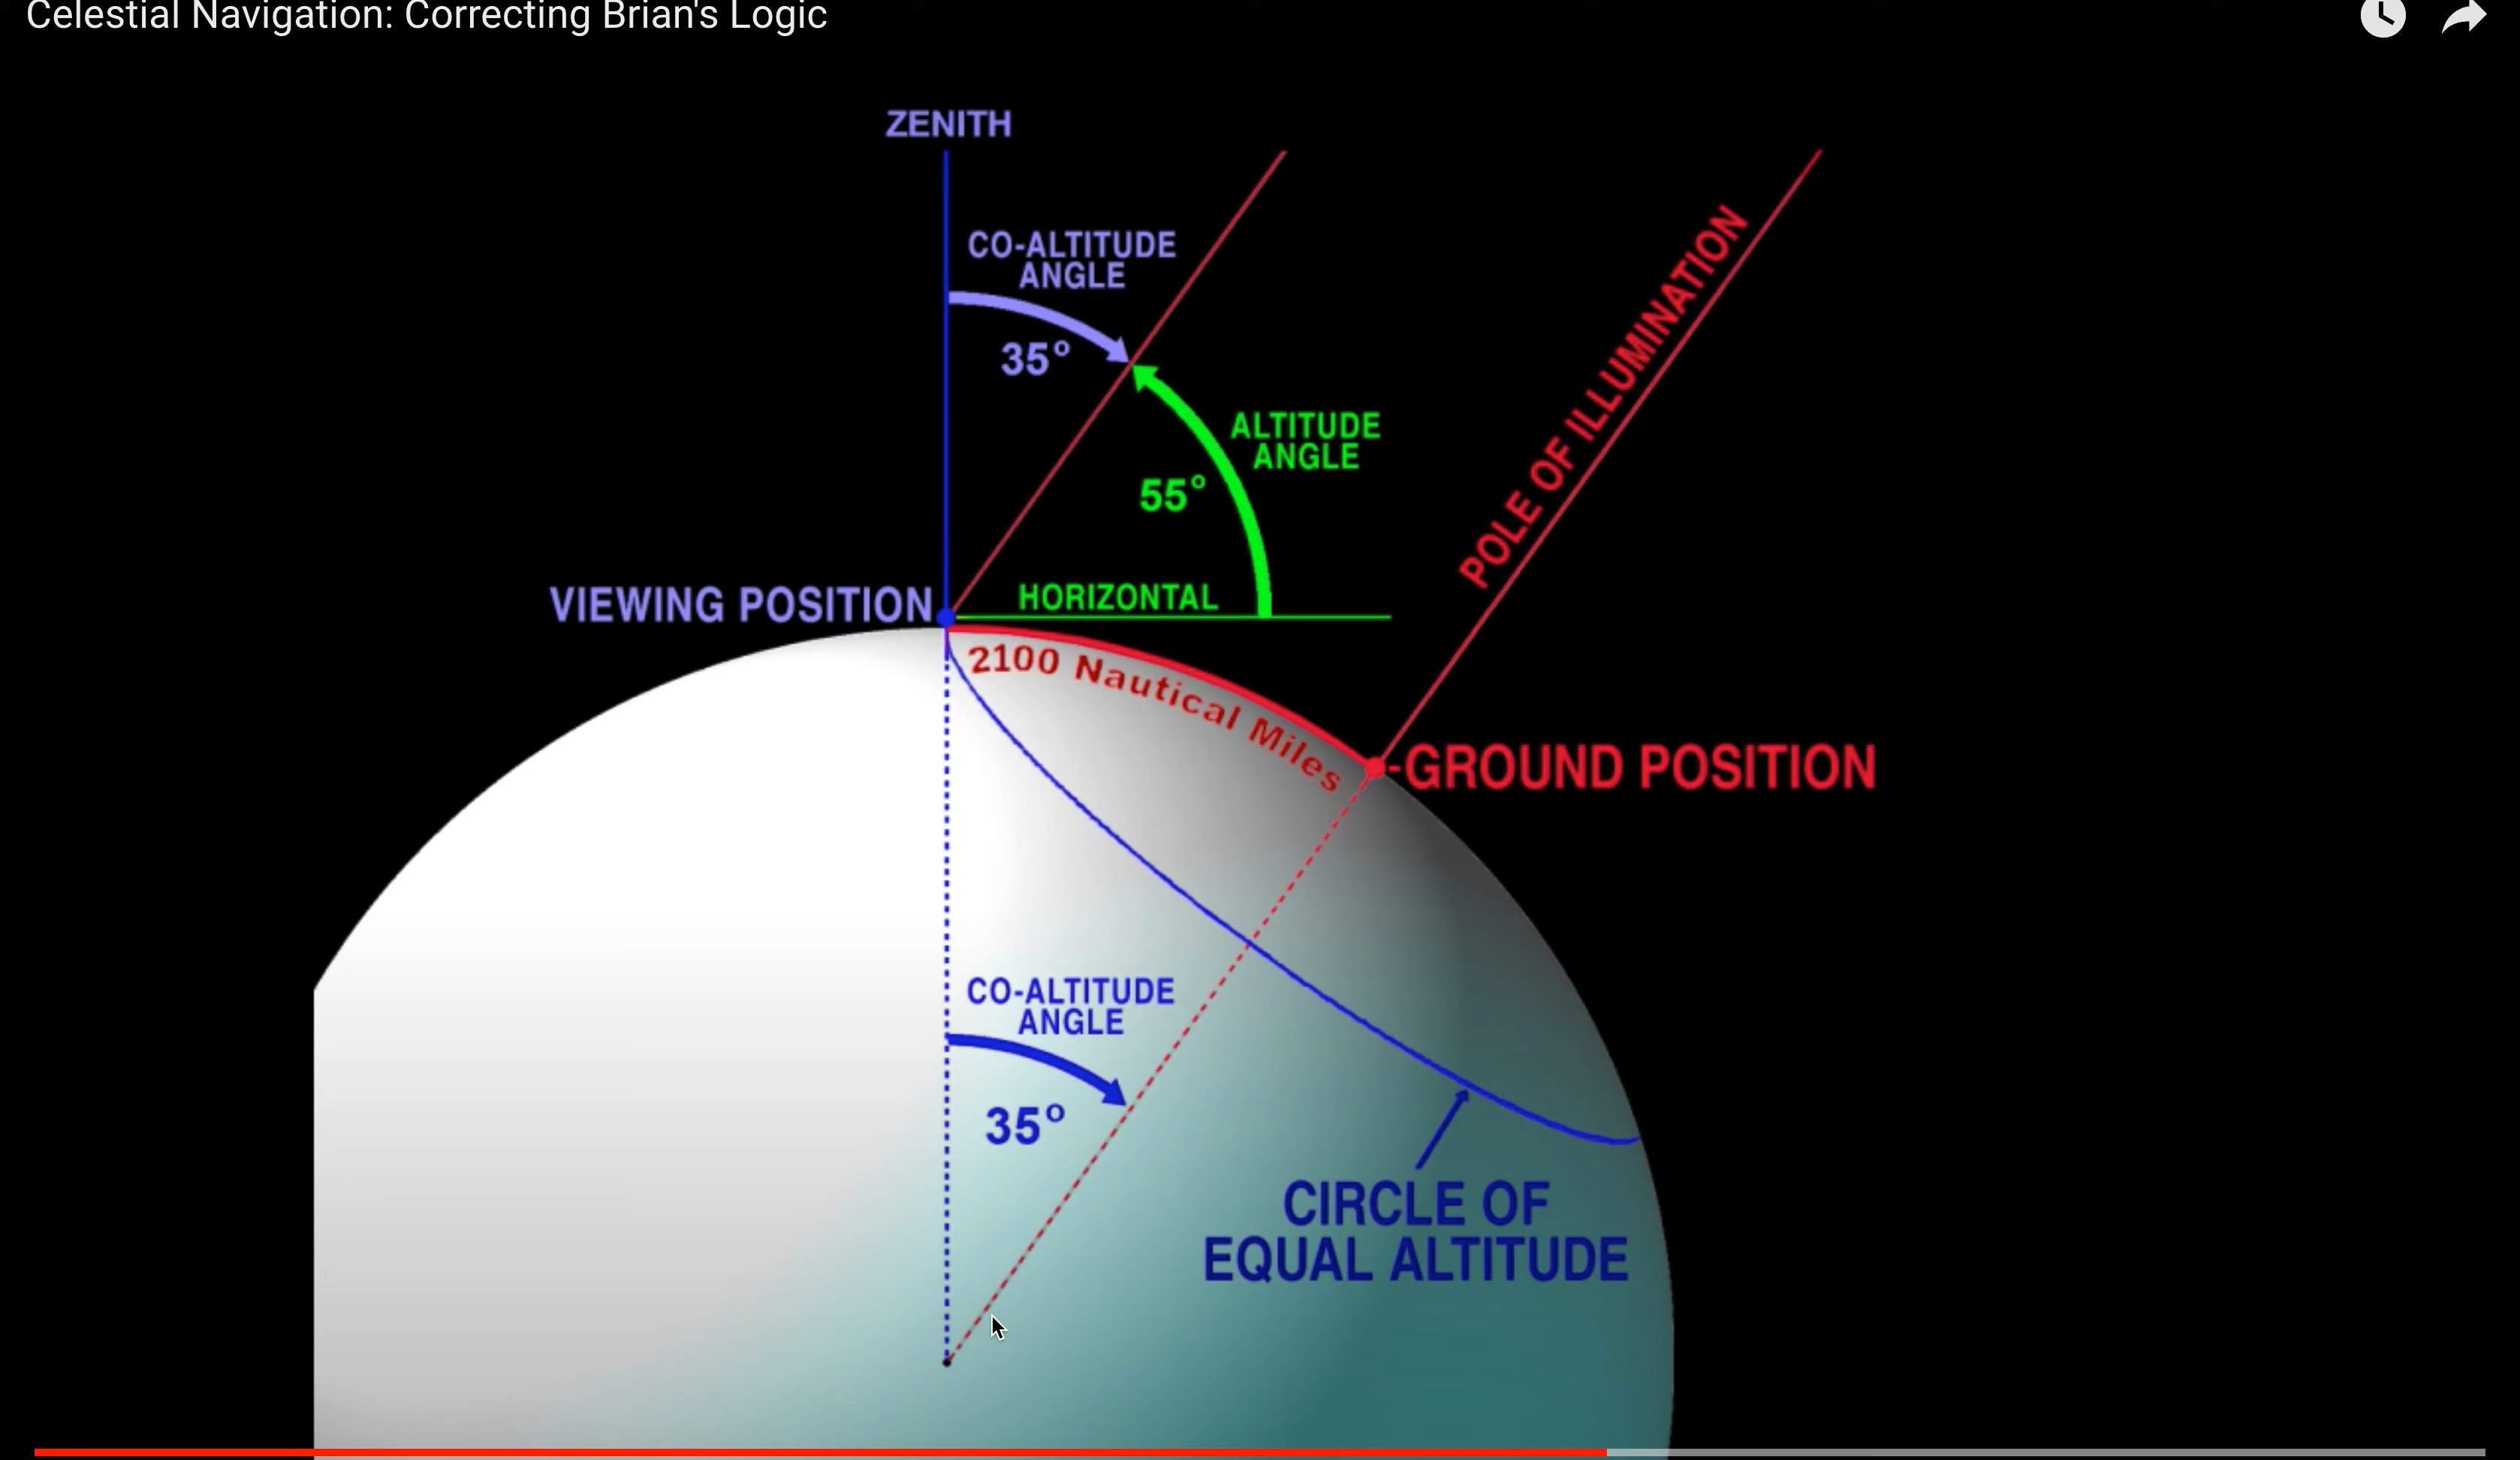 Celestial Navigation: Correcting Brian's Logic
ZENITH
CO-ALTITUDE
ANGLE
35°
ALTITUDE
ANGLE
55°
POLE OF ILLUMINATION
VIEWING POSITION
HORIZONTAL
2100 Nautical Miles
-GROUND POSITION
CO-ALTITUDE
ANGLE
35°
CIRCLE OF
EQUAL ALTITUDE